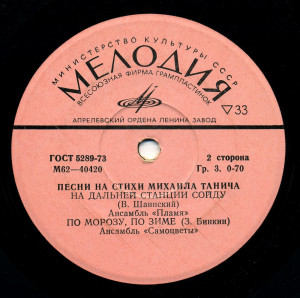 МИНИСТЕРСТВО КУЛЬТУРЫ СССР
МЕЛОДИЯ
ВСЕСОЮЗНАЯ ФИРМА ГРАМПЛАСТИНОК
▽33
АПРЕЛЕВСКИЙ ОРДЕНА ЛЕНИНА ЗАВОД
ГОСТ 5289-73 2 сторона
М62—40420 Гр. 3. 0-70
ПЕСНИ НА СТИХИ МИХАИЛА ТАНИЧА
НА ДАЛЬНЕЙ СТАНЦИИ СОЙДУ
(В. Шаинский)
Ансамбль «Пламя»
ПО МОРОЗУ, ПО ЗИМЕ (З. Бинкин)
Ансамбль «Самоцветы»